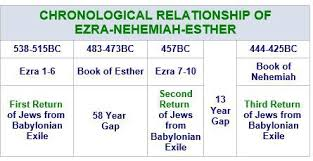 CHRONOLOGICAL RELATIONSHIP OF
EZRA-NEHEMIAH-ESTHER
538-515BC 483-473BC 457BC 444-425BC
Ezra 1-6 Book of Esther Ezra 7-10 Book of
Nehemiah
First Return
of Jews from
Babylonian
Exile
58 Year
Gap
Second
Return
of Jews
from
Babylonian
Exile
13
Year
Gap
Third Return
of Jews from
Babylonian
Exile